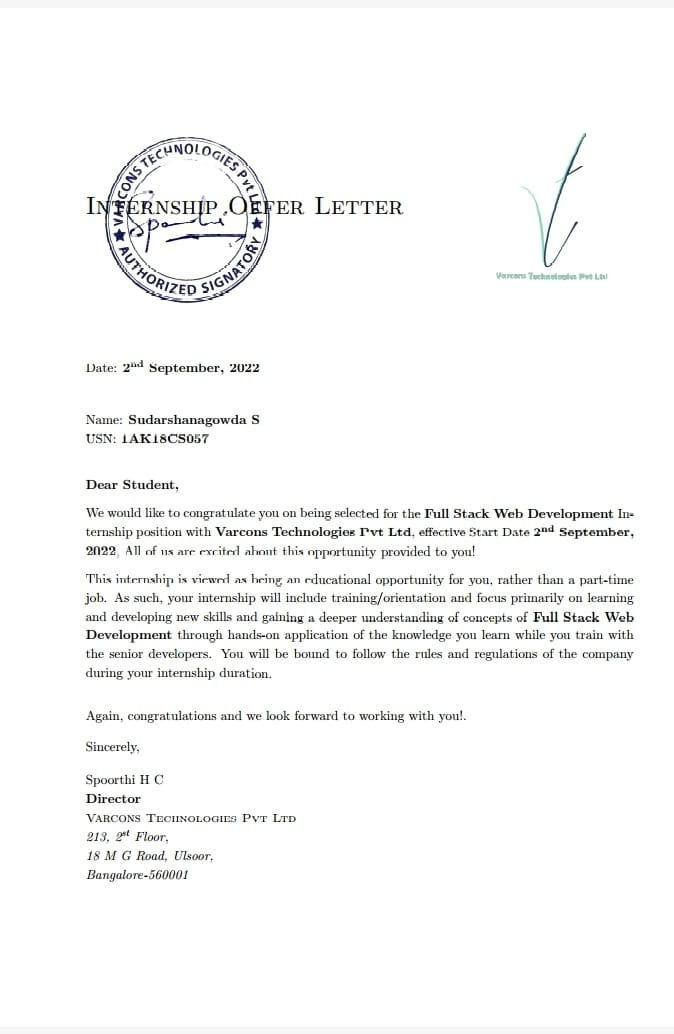 VARCONS TECHNOLOGIES Pvt LTD
INTERNSHIP OFFER LETTER
★ AUTHORIZED SIGNATORY ★
Varcons Technologies Pvt Ltd
Date: 2nd September, 2022
Name: Sudarshanagowda S
USN: 1AK18CS057
Dear Student,
We would like to congratulate you on being selected for the Full Stack Web Development In-
ternship position with Varcons Technologies Pvt Ltd, effective Start Date 2nd September,
2022, All of us are excited about this opportunity provided to you!
This internship is viewed as being an educational opportunity for you, rather than a part-time
job. As such, your internship will include training/orientation and focus primarily on learning
and developing new skills and gaining a deeper understanding of concepts of Full Stack Web
Development through hands-on application of the knowledge you learn while you train with
the senior developers. You will be bound to follow the rules and regulations of the company
during your internship duration.
Again, congratulations and we look forward to working with you!.
Sincerely,
Spoorthi H C
Director
VARCONS TECHNOLOGIES PVT LTD
213, 2st Floor,
18 M G Road, Ulsoor,
Bangalore-560001